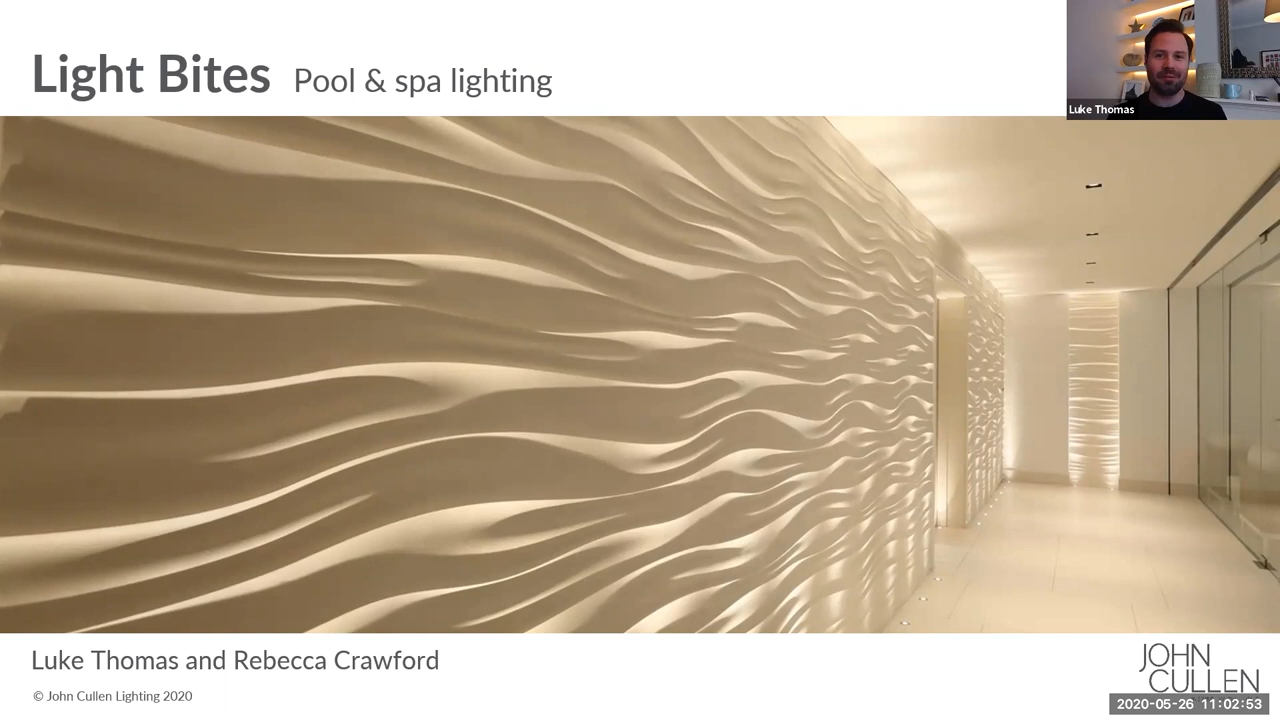 Light Bites Pool & spa lighting
Luke Thomas
Luke Thomas and Rebecca Crawford
© John Cullen Lighting 2020
JOHN
CULLEN
2020-05-26 11:02:53